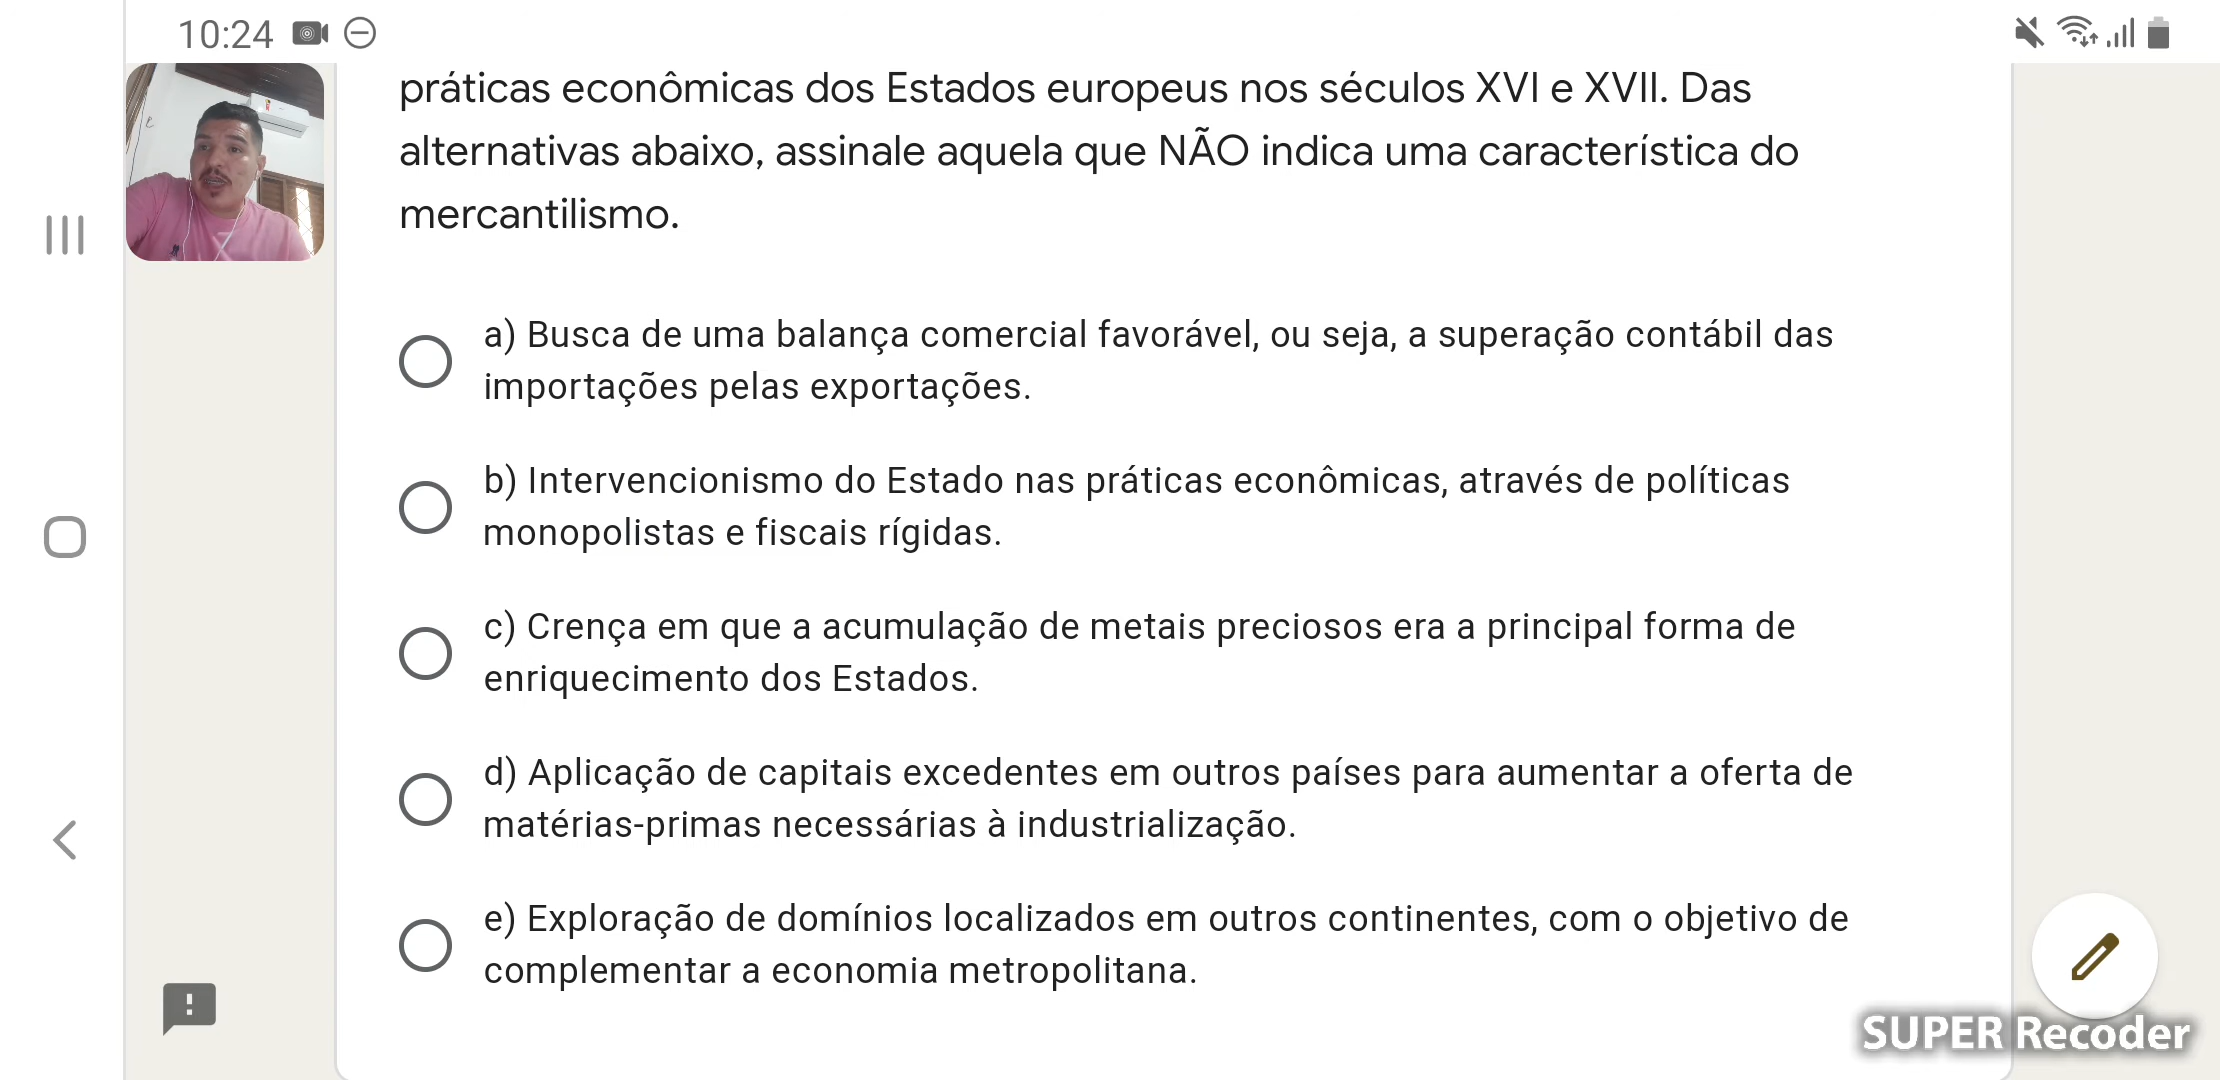 10:24
práticas econômicas dos Estados europeus nos séculos XVI e XVII. Das
alternativas abaixo, assinale aquela que NÃO indica uma característica do
mercantilismo.
a) Busca de uma balança comercial favorável, ou seja, a superação contábil das
importações pelas exportações.
b) Intervencionismo do Estado nas práticas econômicas, através de políticas
monopolistas e fiscais rígidas.
c) Crença em que a acumulação de metais preciosos era a principal forma de
enriquecimento dos Estados.
d) Aplicação de capitais excedentes em outros países para aumentar a oferta de
matérias-primas necessárias à industrialização.
e) Exploração de domínios localizados em outros continentes, com o objetivo de
complementar a economia metropolitana.
SUPER Recoder